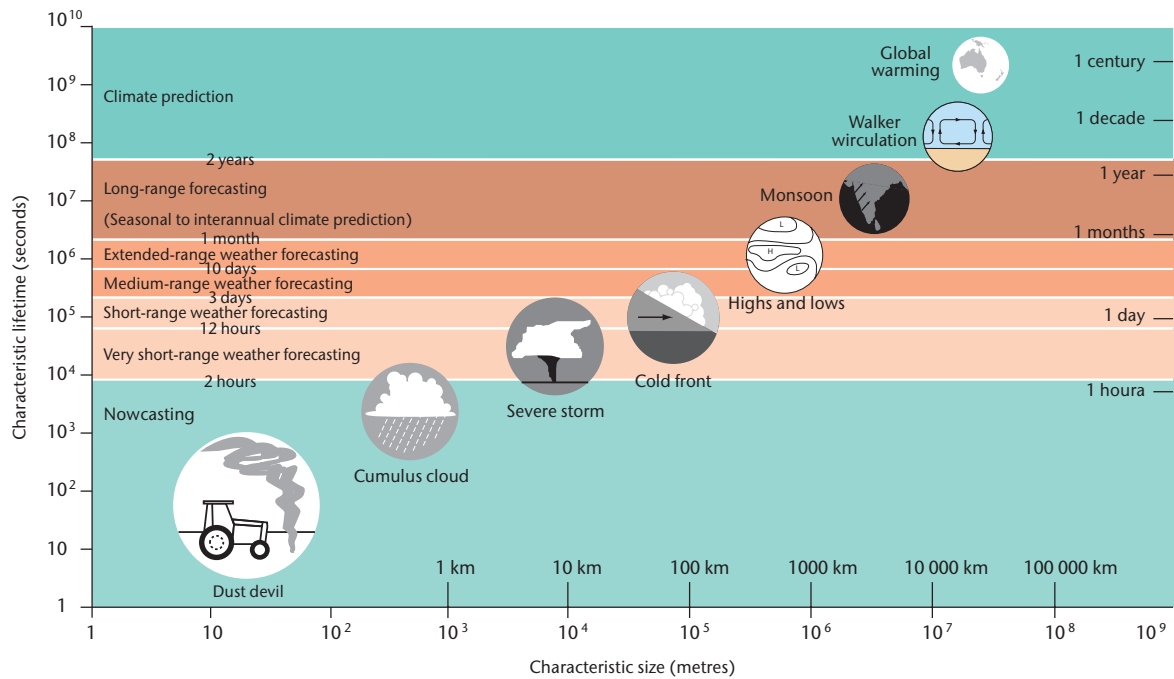 10¹⁰
10⁹
10⁸
10⁷
10⁶
10⁵
10⁴
10³
10²
10
1
Characteristic lifetime (seconds)
Climate prediction
2 years
Long-range forecasting
(Seasonal to interannual climate prediction)
1 month
Extended-range weather forecasting
10 days
Medium-range weather forecasting
3 days
Short-range weather forecasting
12 hours
Very short-range weather forecasting
2 hours
Nowcasting
Global
warming
Walker
wirculation
Monsoon
L
H
L
Highs and lows
Cold front
Severe storm
Cumulus cloud
Dust devil
1 century
1 decade
1 year
1 months
1 day
1 houra
1 km
10 km
100 km
1000 km
10 000 km
100 000 km
1
10
10²
10³
10⁴
10⁵
10⁶
10⁷
10⁸
10⁹
Characteristic size (metres)